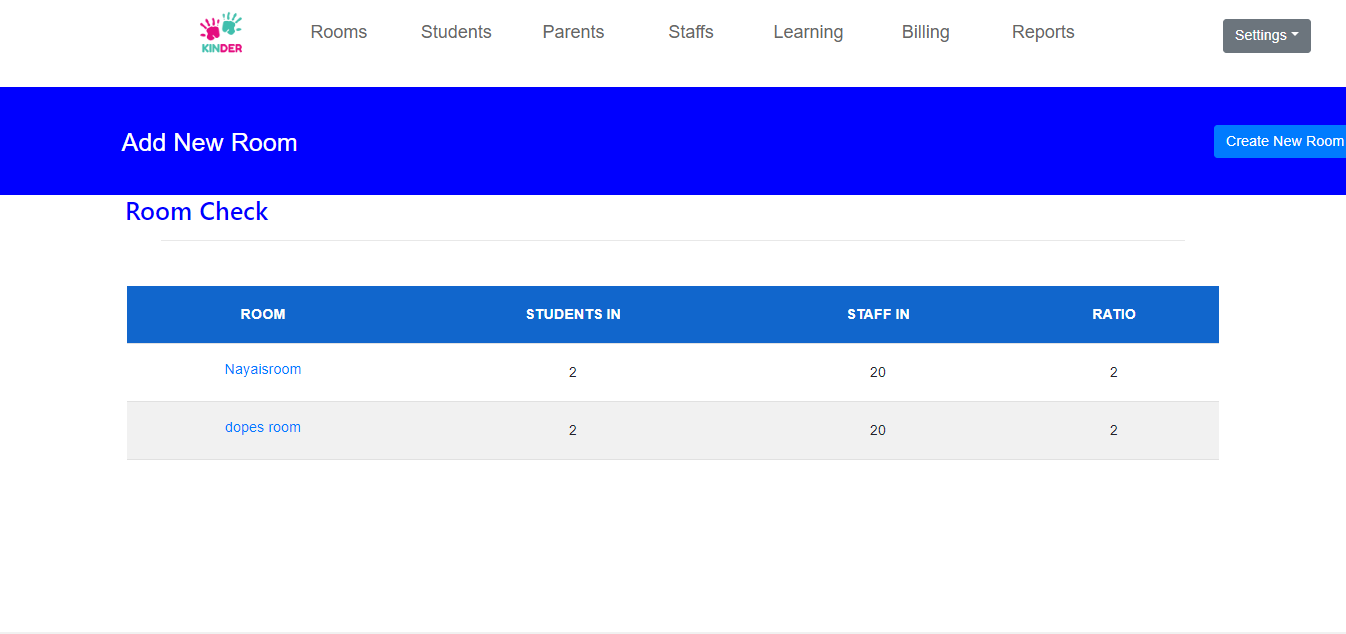 KINDER
Rooms Students Parents Staffs Learning Billing Reports Settings
Add New Room Create New Room
Room Check
ROOM STUDENTS IN STAFF IN RATIO
Nayaisroom 2 20 2
dopes room 2 20 2